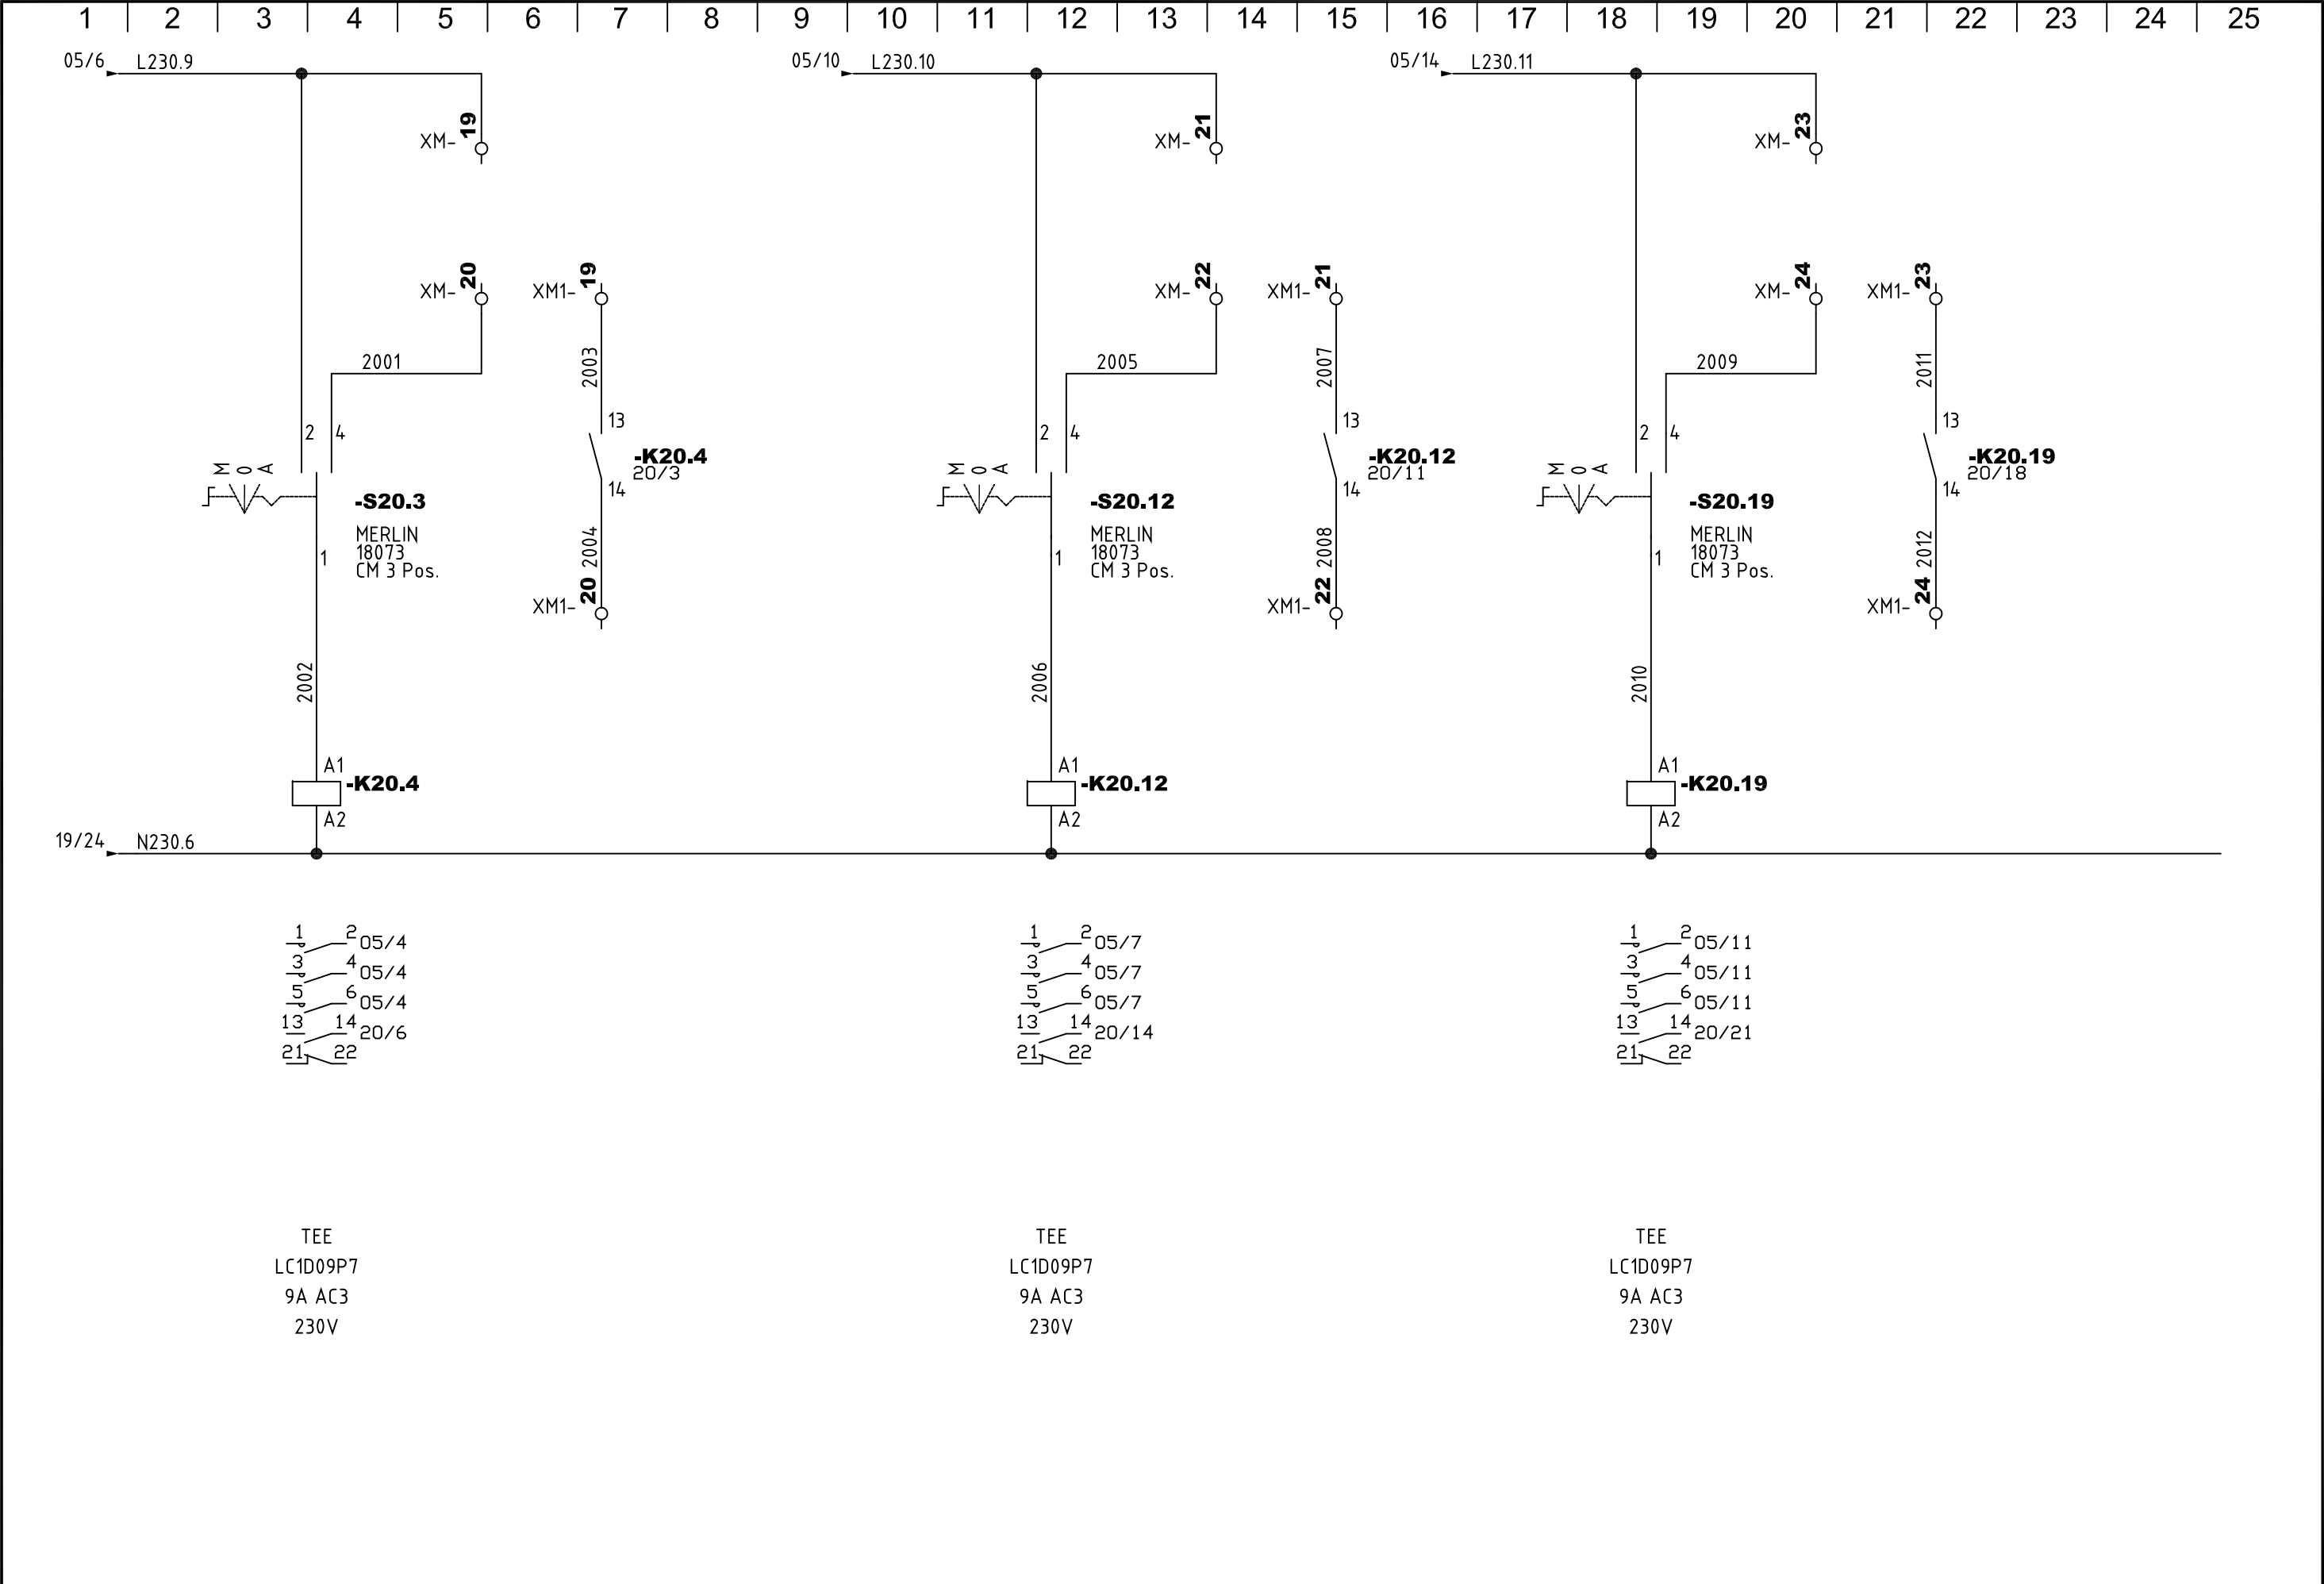 1 2 3 4 5 6 7 8 9 10 11 12 13 14 15 16 17 18 19 20 21 22 23 24 25
05/6 L230.9 05/10 L230.10 05/14 L230.11
XM- 19 XM- 21 XM- 23
XM- 20 XM1- 19 XM- 22 XM1- 21 XM- 24 XM1- 23
2001 2003 2005 2007 2009 2011
2 4 13 2 4 13 2 4 13
M 0 A -K20.4 M 0 A -K20.12 M 0 A -K20.19
20/3 20/11 20/18
14 14 14
-S20.3 -S20.12 -S20.19
MERLIN MERLIN MERLIN
18073 18073 18073
CM 3 Pos. CM 3 Pos. CM 3 Pos.
1 2004 1 2008 1 2012
XM1- 20 XM1- 22 XM1- 24
2002 2006 2010
A1 A1 A1
-K20.4 -K20.12 -K20.19
A2 A2 A2
19/24 N230.6
1 2 05/4 1 2 05/7 1 2 05/11
3 4 05/4 3 4 05/7 3 4 05/11
5 6 05/4 5 6 05/7 5 6 05/11
13 14 20/6 13 14 20/14 13 14 20/21
21 22 21 22 21 22
TEE TEE TEE
LC1D09P7 LC1D09P7 LC1D09P7
9A AC3 9A AC3 9A AC3
230V 230V 230V